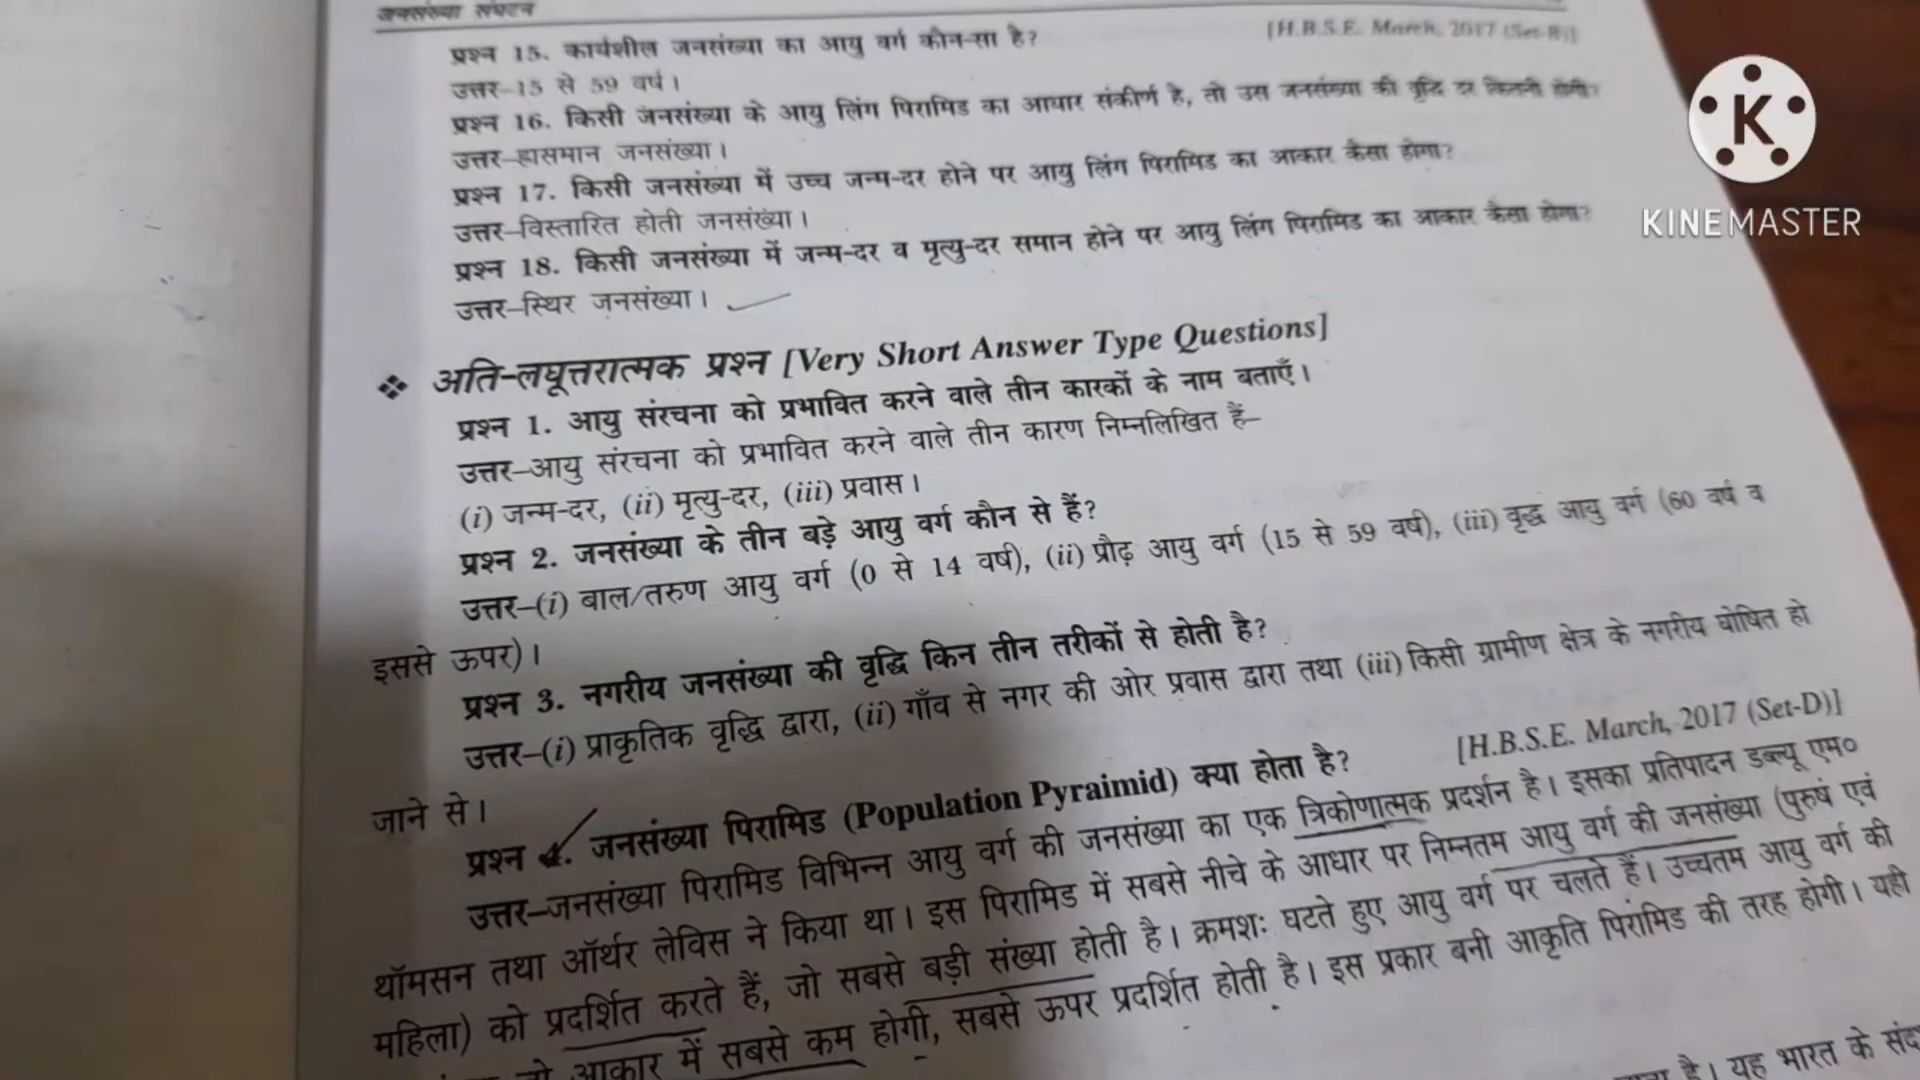 जनसंख्या संघटन
प्रश्न 15. कार्यशील जनसंख्या का आयु वर्ग कौन-सा है? [H.B.S.E. March, 2017 (Set-B)]
उत्तर–15 से 59 वर्ष।
प्रश्न 16. किसी जनसंख्या के आयु लिंग पिरामिड का आधार संकीर्ण है, तो उस जनसंख्या की वृद्धि दर कितनी होगी?
उत्तर–ह्रासमान जनसंख्या।
प्रश्न 17. किसी जनसंख्या में उच्च जन्म-दर होने पर आयु लिंग पिरामिड का आकार कैसा होगा?
उत्तर–विस्तारित होती जनसंख्या।
प्रश्न 18. किसी जनसंख्या में जन्म-दर व मृत्यु-दर समान होने पर आयु लिंग पिरामिड का आकार कैसा होगा?
उत्तर–स्थिर जनसंख्या।
❖ अति-लघूत्तरात्मक प्रश्न [Very Short Answer Type Questions]
प्रश्न 1. आयु संरचना को प्रभावित करने वाले तीन कारकों के नाम बताएँ।
उत्तर–आयु संरचना को प्रभावित करने वाले तीन कारण निम्नलिखित हैं–
(i) जन्म-दर, (ii) मृत्यु-दर, (iii) प्रवास।
प्रश्न 2. जनसंख्या के तीन बड़े आयु वर्ग कौन से हैं?
उत्तर–(i) बाल/तरुण आयु वर्ग (0 से 14 वर्ष), (ii) प्रौढ़ आयु वर्ग (15 से 59 वर्ष), (iii) वृद्ध आयु वर्ग (60 वर्ष व
इससे ऊपर)।
प्रश्न 3. नगरीय जनसंख्या की वृद्धि किन तीन तरीकों से होती है?
उत्तर–(i) प्राकृतिक वृद्धि द्वारा, (ii) गाँव से नगर की ओर प्रवास द्वारा तथा (iii) किसी ग्रामीण क्षेत्र के नगरीय घोषित हो
जाने से।
[H.B.S.E. March, 2017 (Set-D)]
प्रश्न 4. जनसंख्या पिरामिड (Population Pyraimid) क्या होता है?
उत्तर–जनसंख्या पिरामिड विभिन्न आयु वर्ग की जनसंख्या का एक त्रिकोणात्मक प्रदर्शन है। इसका प्रतिपादन डब्ल्यू एम०
थॉमसन तथा ऑर्थर लेविस ने किया था। इस पिरामिड में सबसे नीचे के आधार पर निम्नतम आयु वर्ग की जनसंख्या (पुरुष एवं
महिला) को प्रदर्शित करते हैं, जो सबसे बड़ी संख्या होती है। क्रमशः घटते हुए आयु वर्ग पर चलते हैं। उच्चतम आयु वर्ग की
आकार में सबसे कम होगी, सबसे ऊपर प्रदर्शित होती है। इस प्रकार बनी आकृति पिरामिड की तरह होगी। यही
है। यह भारत के
K
KINEMASTER